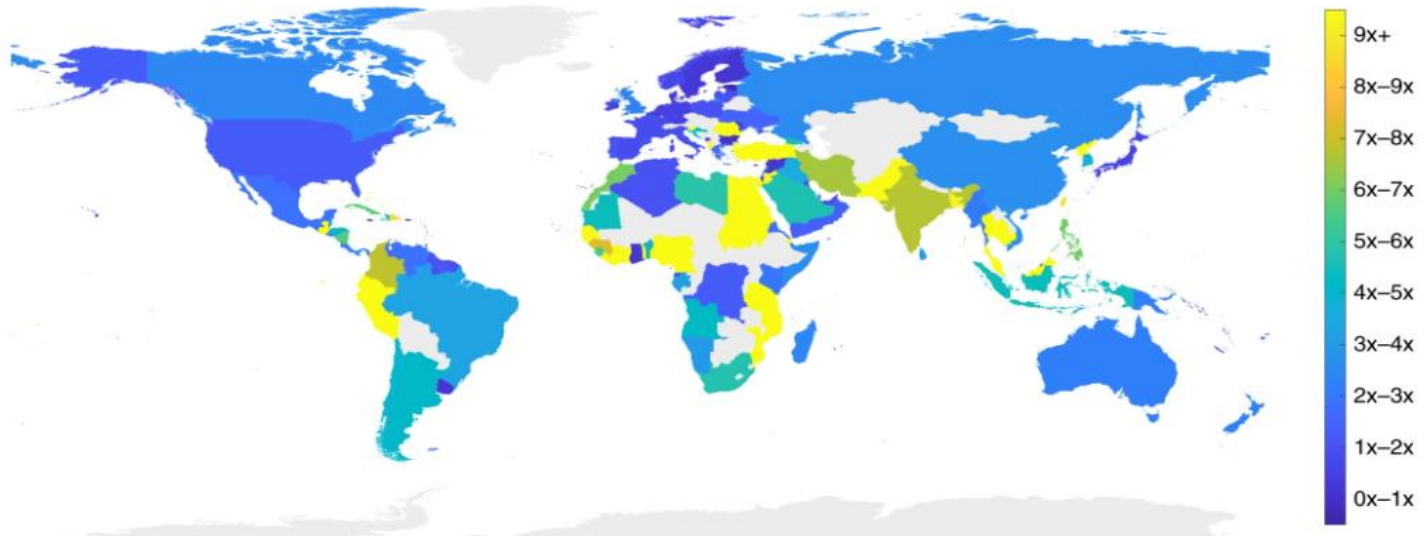 9x+
8x–9x
7x–8x
6x–7x
5x–6x
4x–5x
3x–4x
2x–3x
1x–2x
0x–1x